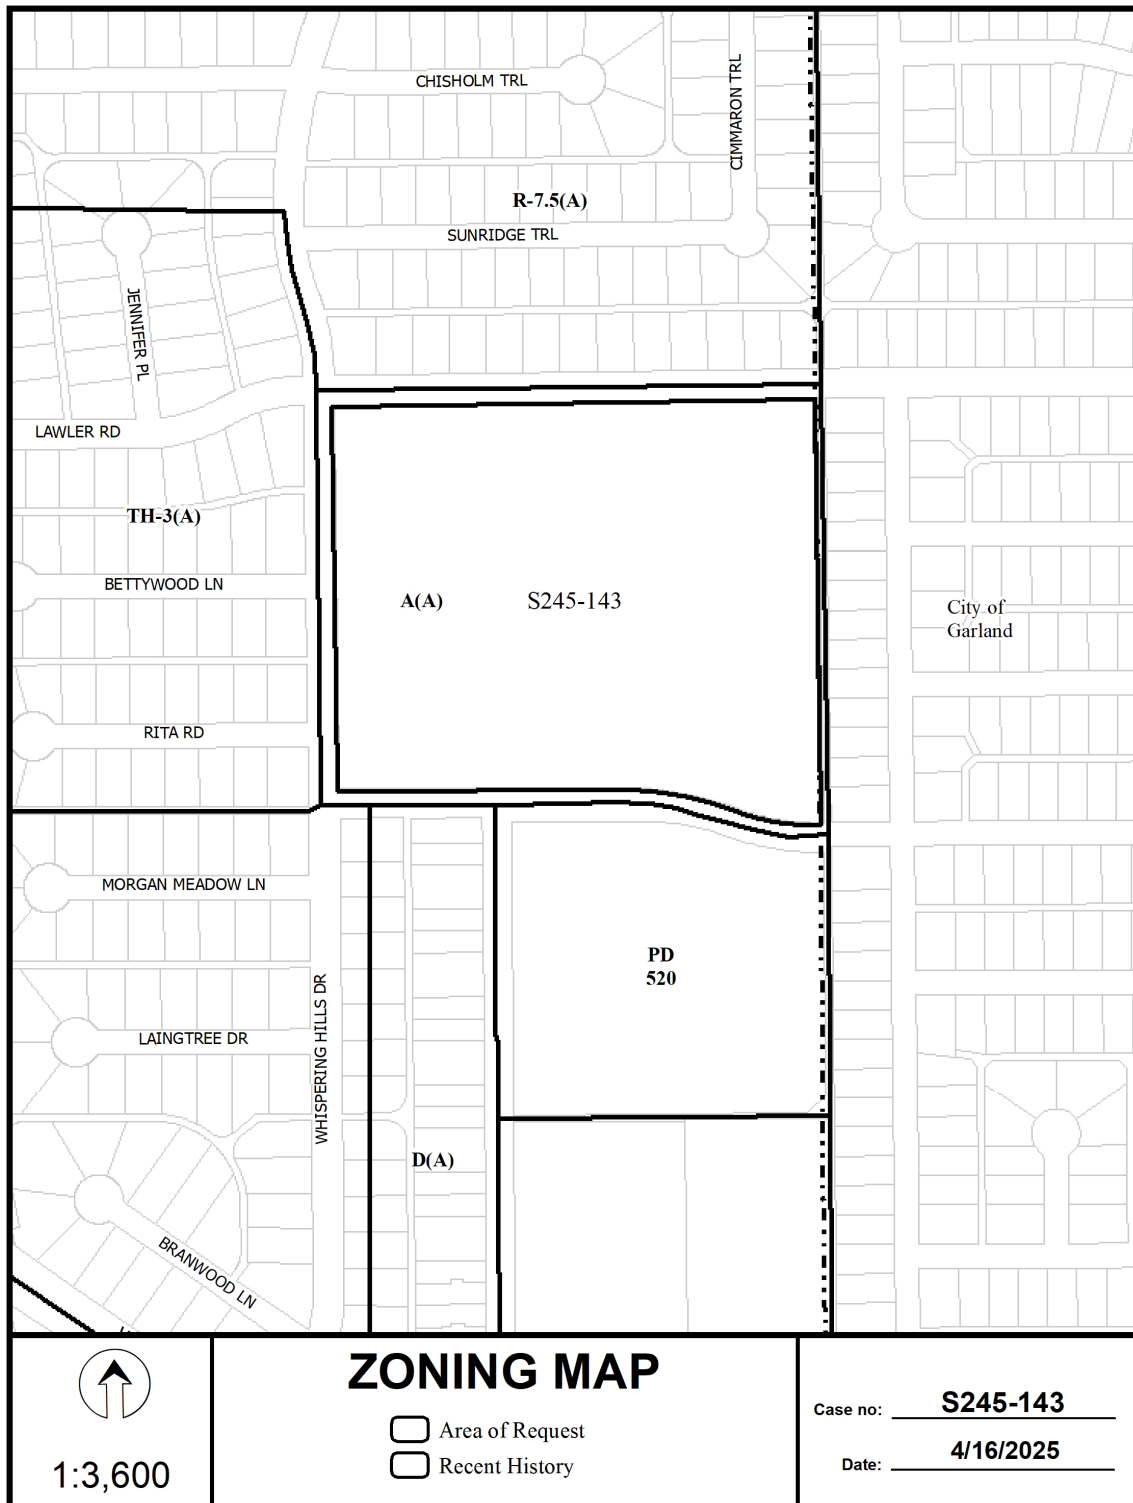 CHISHOLM TRL
CIMMARON TRL
R-7.5(A)
SUNRIDGE TRL
JENNIFER PL
LAWLER RD
TH-3(A)
BETTYWOOD LN
A(A)
S245-143
City of
Garland
RITA RD
MORGAN MEADOW LN
PD
520
WHISPERING HILLS DR
LAINGTREE DR
D(A)
BRANWOOD LN
1:3,600
ZONING MAP
Area of Request
Recent History
Case no: S245-143
Date: 4/16/2025